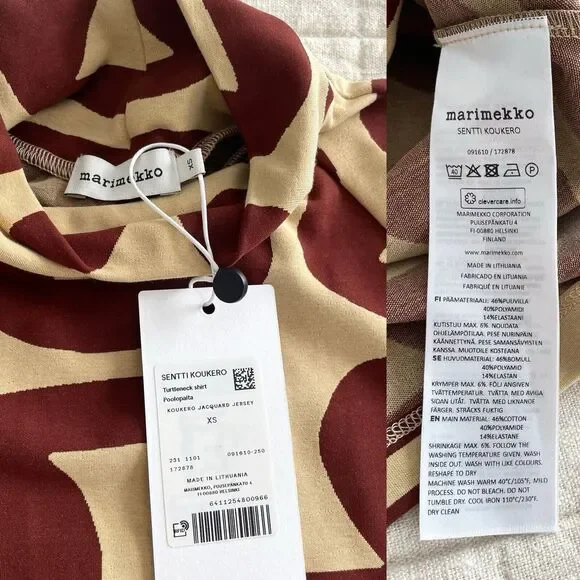 marimekko
XS
SENTTI KOUKERO
Turtleneck shirt
Poolopaita
KOUKERO JACQUARD JERSEY
XS
231 1101 091610-250
172878
MADE IN LITHUANIA
MARIMEKKO, PUUSEPÄNKATU 4
FI-00880 HELSINKI
6411254800966
marimekko
SENTTI KOUKERO
091610 / 172878
40
P
clevercare.info
MARIMEKKO CORPORATION
PUUSEPÄNKATU 4
FI 00880 HELSINKI
FINLAND
www.marimekko.com
MADE IN LITHUANIA
FABRICADO EN LITUANIA
FABRIQUÉ EN LITUANIE
FI PÄÄMATERIAALI: 46%PUUVILLA
40%POLYAMIDI
14%ELASTAANI
KUTISTUU MAX. 6%. NOUDATA
OHJELÄMPÖTILAA. PESE NURINPAIN
KÄÄNNETTYNÄ. PESE SAMANSÄVYISTEN
KANSSA. MUOTOILE KOSTEANA
SE HUVUDMATERIAL: 46%BOMULL
40%POLYAMID
14%ELASTAN
KRYMPER MAX. 6%. FÖLJ ANGIVEN
TVÄTTEMPERATUR. TVÄTTA MED AVIGA
SIDAN UTÅT. TVÄTTA MED LIKNANDE
FÄRGER. STRÄCKS FUKTIG
EN MAIN MATERIAL: 46%COTTON
40%POLYAMID
14%ELASTANE
SHRINKAGE MAX. 6%. FOLLOW THE
WASHING TEMPERATURE GIVEN. WASH
INSIDE OUT. WASH WITH LIKE COLOURS.
RESHAPE TO DRY
MACHINE WASH WARM 40°C/105°F, MILD
PROCESS. DO NOT BLEACH. DO NOT
TUMBLE DRY. COOL IRON 110°C/230°F.
DRY CLEAN